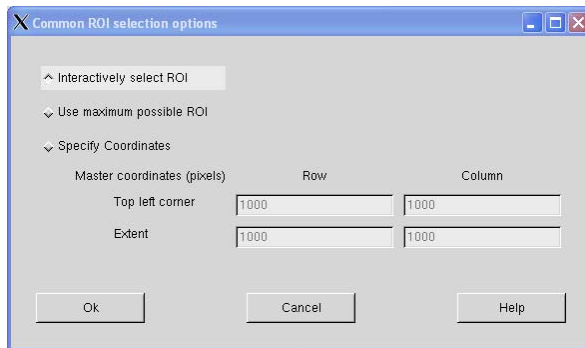 Common ROI selection options
Interactively select ROI
Use maximum possible ROI
Specify Coordinates
Master coordinates (pixels) Row Column
Top left corner 1000 1000
Extent 1000 1000
Ok Cancel Help